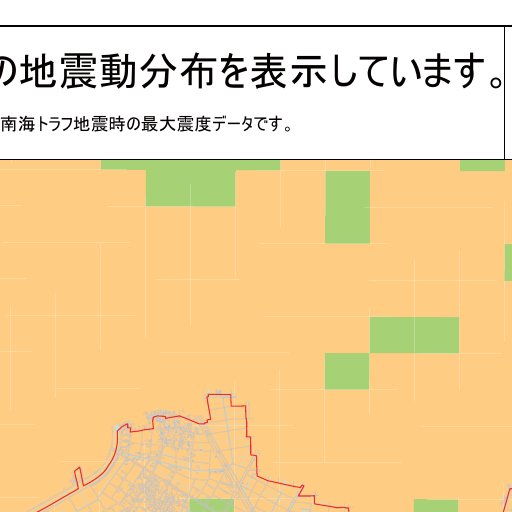 の地震動分布を表示しています。
南海トラフ地震時の最大震度データです。